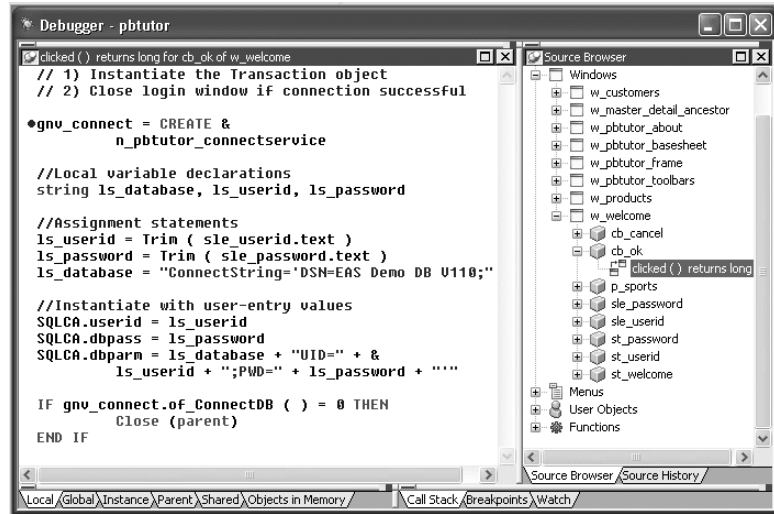 Debugger - pbtutor
clicked ( ) returns long for cb_ok of w_welcome
// 1) Instantiate the Transaction object
// 2) Close login window if connection successful
gnv_connect = CREATE &
n_pbtutor_connectservice
//Local variable declarations
string ls_database, ls_userid, ls_password
//Assignment statements
ls_userid = Trim ( sle_userid.text )
ls_password = Trim ( sle_password.text )
ls_database = "ConnectString='DSN=EAS Demo DB V110;"
//Instantiate with user-entry values
SQLCA.userid = ls_userid
SQLCA.dbpass = ls_password
SQLCA.dbparm = ls_database + "UID=" + &
ls_userid + ";PWD=" + ls_password + "'"
IF gnv_connect.of_ConnectDB ( ) = 0 THEN
Close (parent)
END IF
Local Global Instance Parent Shared Objects in Memory
Source Browser
Windows
w_customers
w_master_detail_ancestor
w_pbtutor_about
w_pbtutor_basesheet
w_pbtutor_frame
w_pbtutor_toolbars
w_products
w_welcome
cb_cancel
cb_ok
clicked ( ) returns long
p_sports
sle_password
sle_userid
st_password
st_userid
st_welcome
Menus
User Objects
Functions
Source Browser Source History
Call Stack Breakpoints Watch